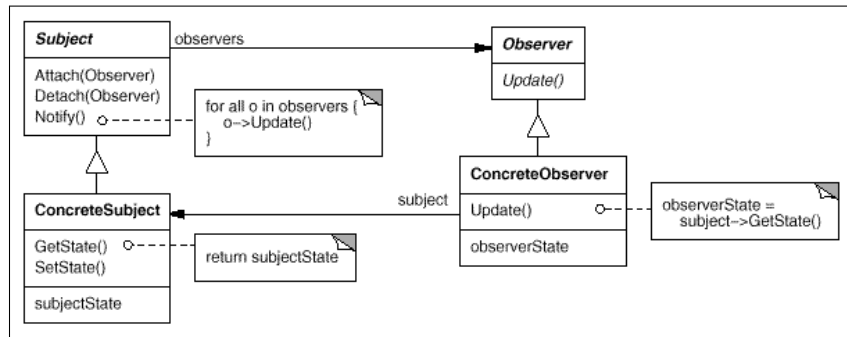 Subject
observers
Observer
Attach(Observer)
Detach(Observer)
Notify()
for all o in observers {
o->Update()
}
Update()
ConcreteSubject
GetState()
SetState()
subjectState
return subjectState
subject
ConcreteObserver
Update()
observerState
observerState =
subject->GetState()